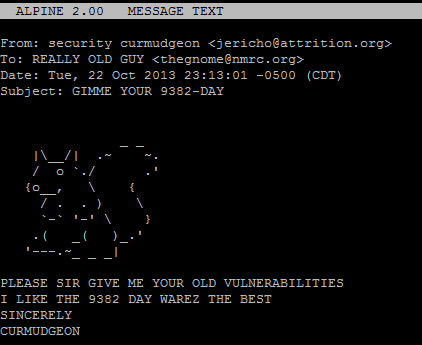 ALPINE 2.00   MESSAGE TEXT
From: security curmudgeon <jericho@attrition.org>
To: REALLY OLD GUY <thegnome@nmrc.org>
Date: Tue, 22 Oct 2013 23:13:01 -0500 (CDT)
Subject: GIMME YOUR 9382-DAY
PLEASE SIR GIVE ME YOUR OLD VULNERABILITIES
I LIKE THE 9382 DAY WAREZ THE BEST
SINCERELY
CURMUDGEON